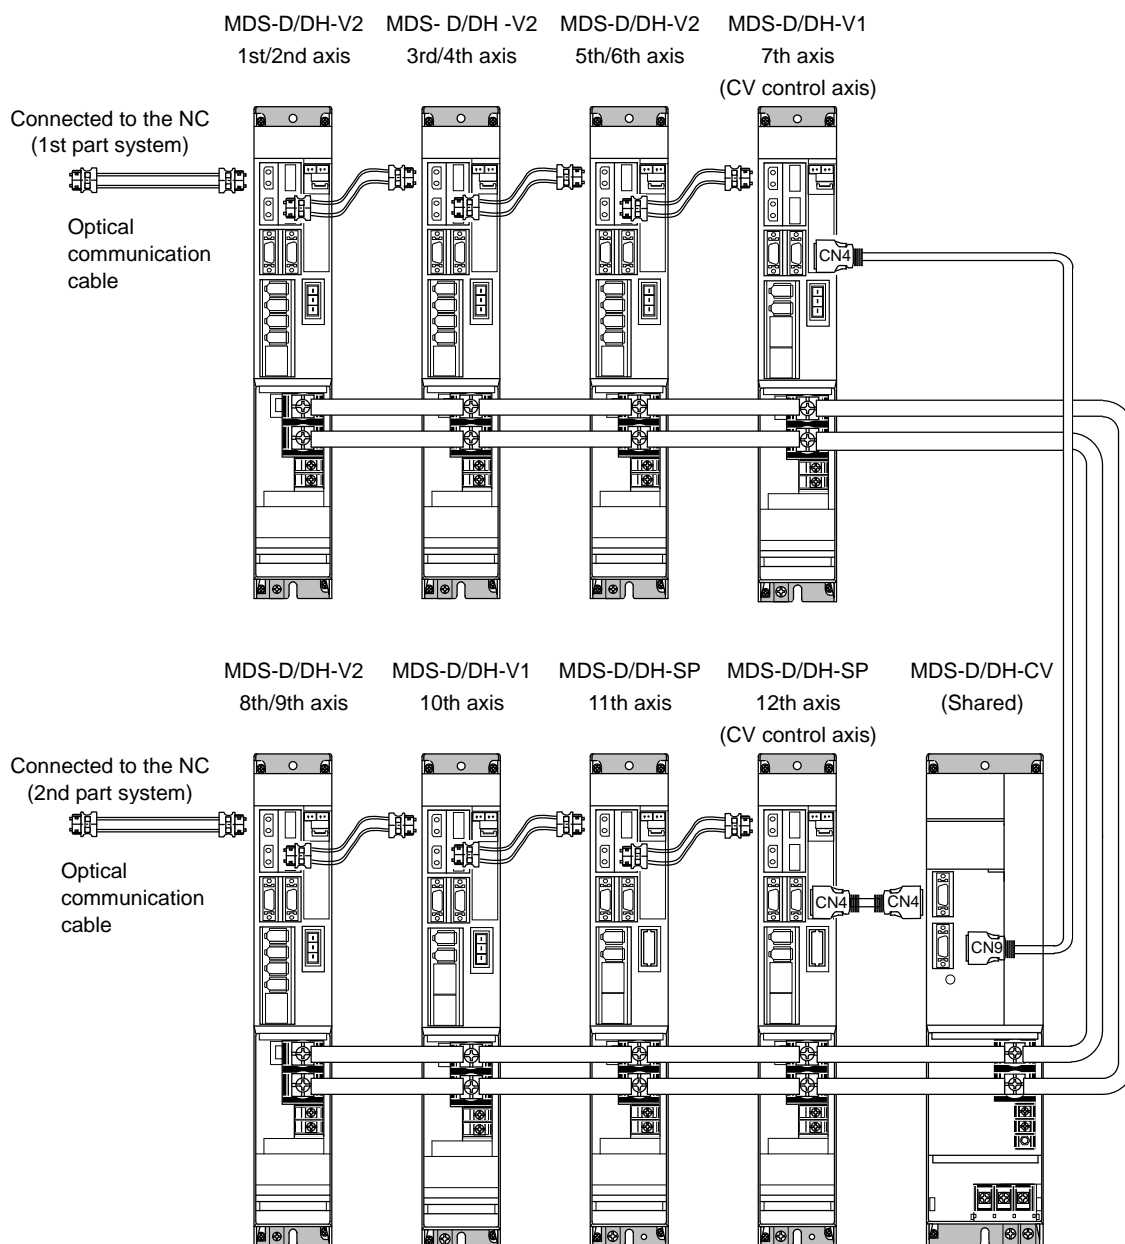 MDS-D/DH-V2
1st/2nd axis
MDS- D/DH -V2
3rd/4th axis
MDS-D/DH-V2
5th/6th axis
MDS-D/DH-V1
7th axis
(CV control axis)
Connected to the NC
(1st part system)
Optical
communication
cable
CN4
MDS-D/DH-V2
8th/9th axis
MDS-D/DH-V1
10th axis
MDS-D/DH-SP
11th axis
MDS-D/DH-SP
12th axis
(CV control axis)
MDS-D/DH-CV
(Shared)
Connected to the NC
(2nd part system)
Optical
communication
cable
CN4
CN4
CN9